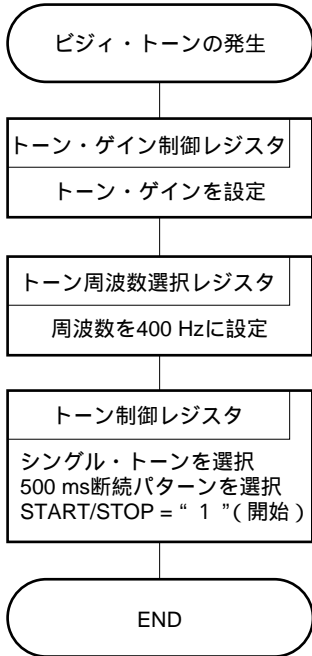 ビジィ・トーンの発生
トーン・ゲイン制御レジスタ
トーン・ゲインを設定
トーン周波数選択レジスタ
周波数を400 Hzに設定
トーン制御レジスタ
シングル・トーンを選択
500 ms断続パターンを選択
START/STOP = “ 1 ”( 開始 )
END